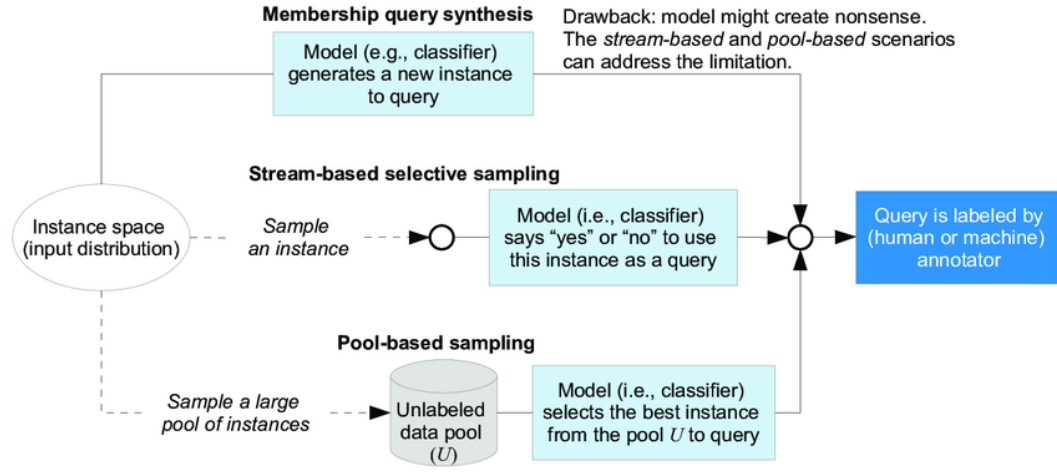 Membership query synthesis
Model (e.g., classifier)
generates a new instance
to query
Drawback: model might create nonsense.
The stream-based and pool-based scenarios
can address the limitation.
Stream-based selective sampling
Instance space
(input distribution)
Sample
an instance
Model (i.e., classifier)
says “yes” or “no” to use
this instance as a query
Query is labeled by
(human or machine)
annotator
Pool-based sampling
Sample a large
pool of instances
Unlabeled
data pool
(U)
Model (i.e., classifier)
selects the best instance
from the pool U to query